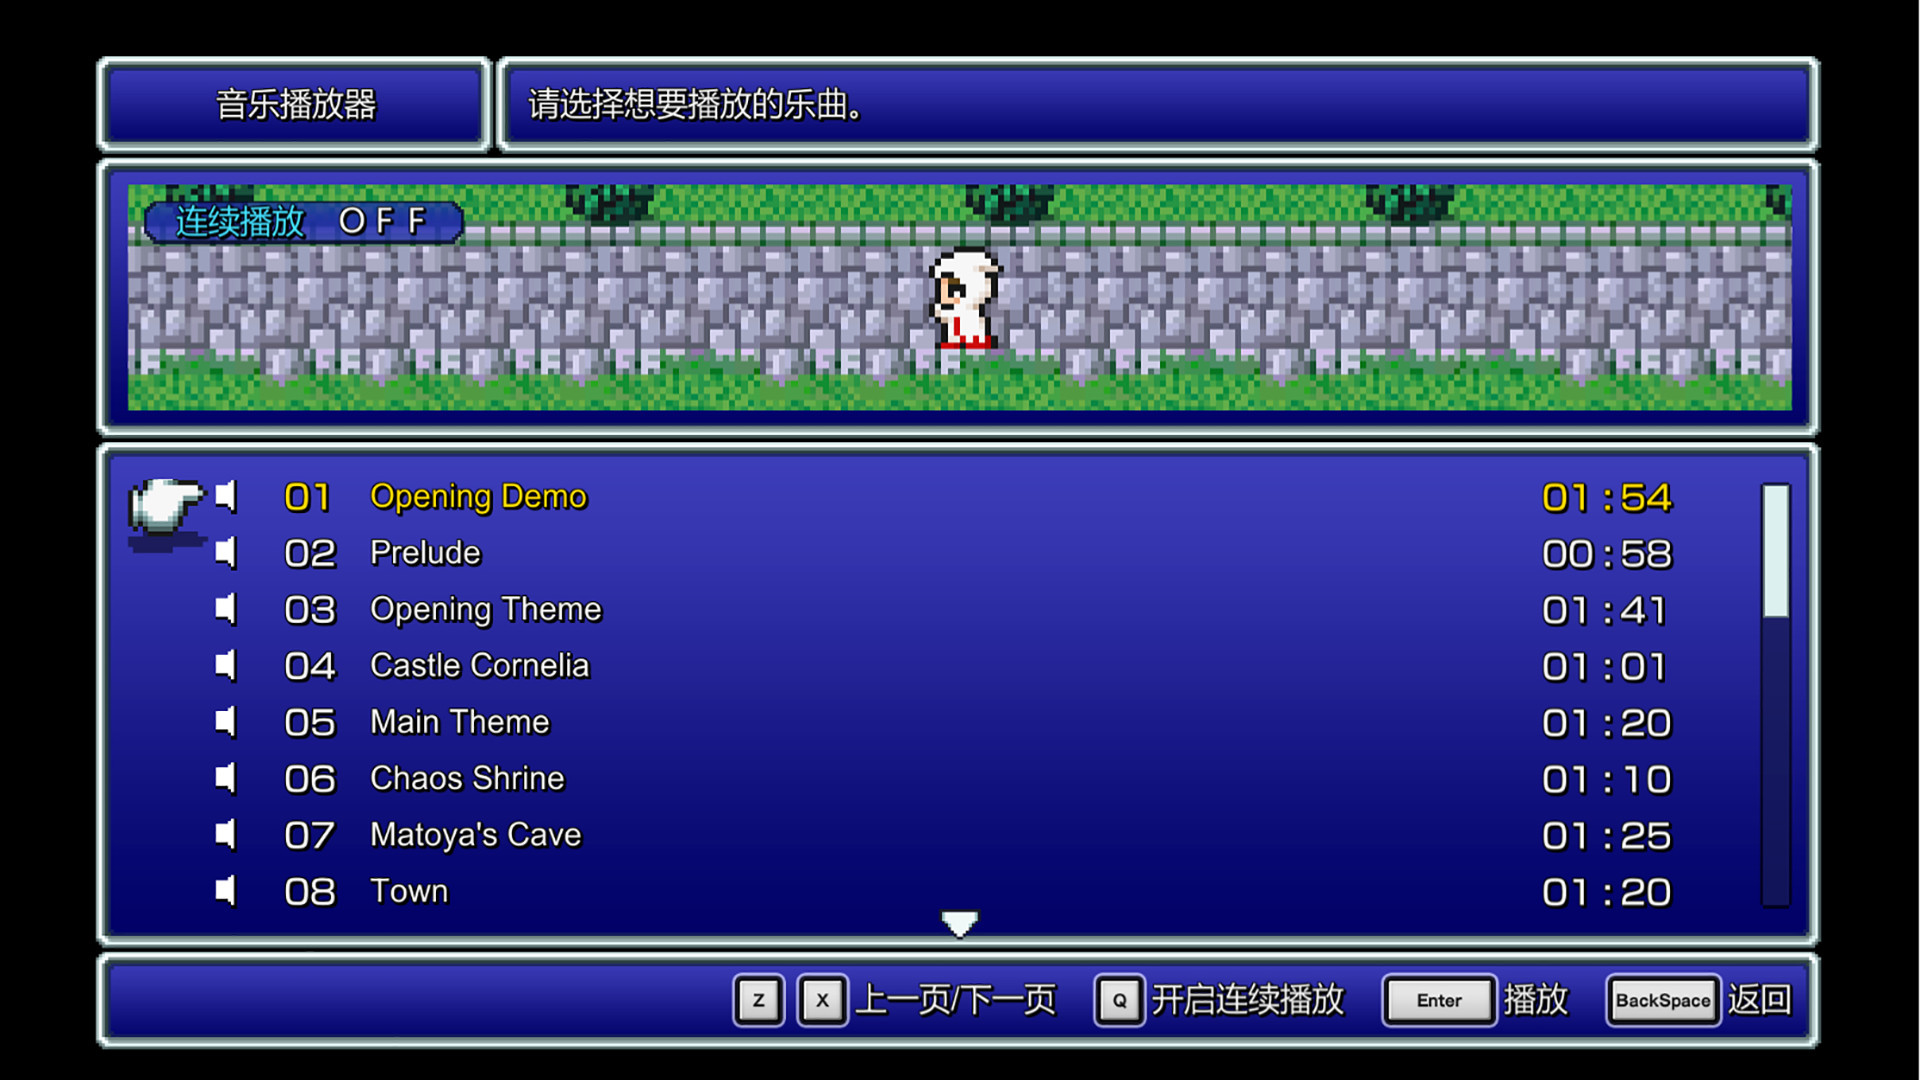 音乐播放器
请选择想要播放的乐曲。
连续播放 OFF
01 Opening Demo 01:54
02 Prelude 00:58
03 Opening Theme 01:41
04 Castle Cornelia 01:01
05 Main Theme 01:20
06 Chaos Shrine 01:10
07 Matoya's Cave 01:25
08 Town 01:20
Z X 上一页/下一页 Q 开启连续播放 Enter 播放 BackSpace 返回